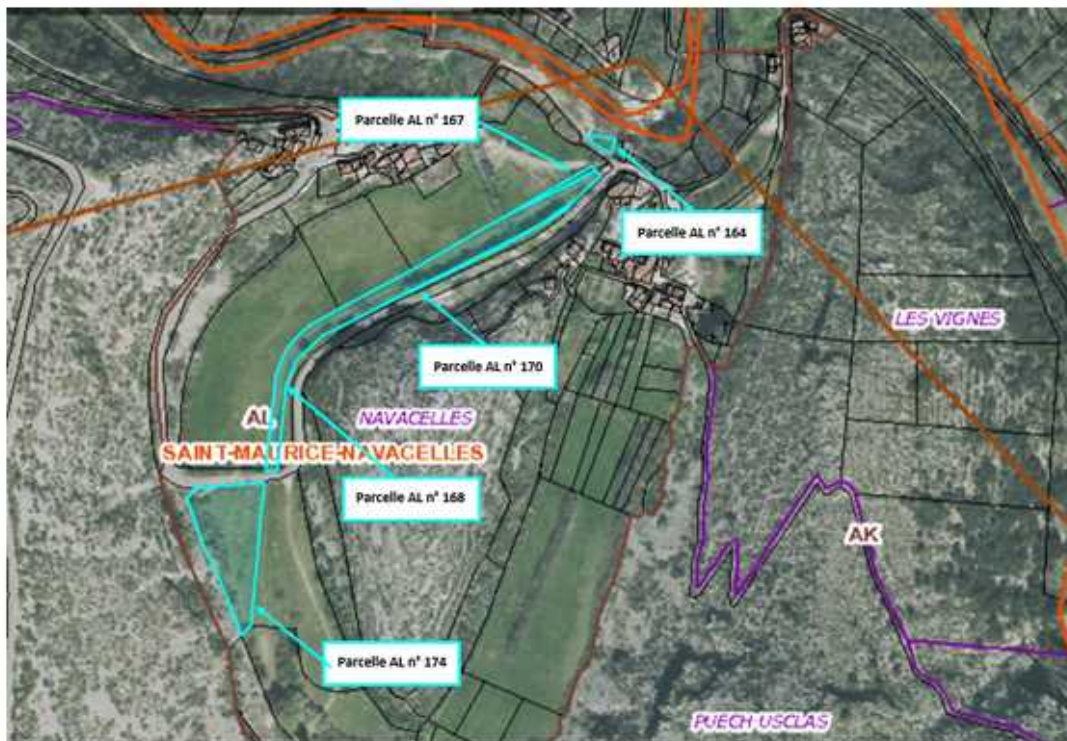 Parcelle AL n° 167
Parcelle AL n° 164
LES VIGNES
Parcelle AL n° 170
AL
NAVACELLES
SAINT-MAURICE-NAVACELLES
Parcelle AL n° 168
AK
Parcelle AL n° 174
PUECH USCLAS